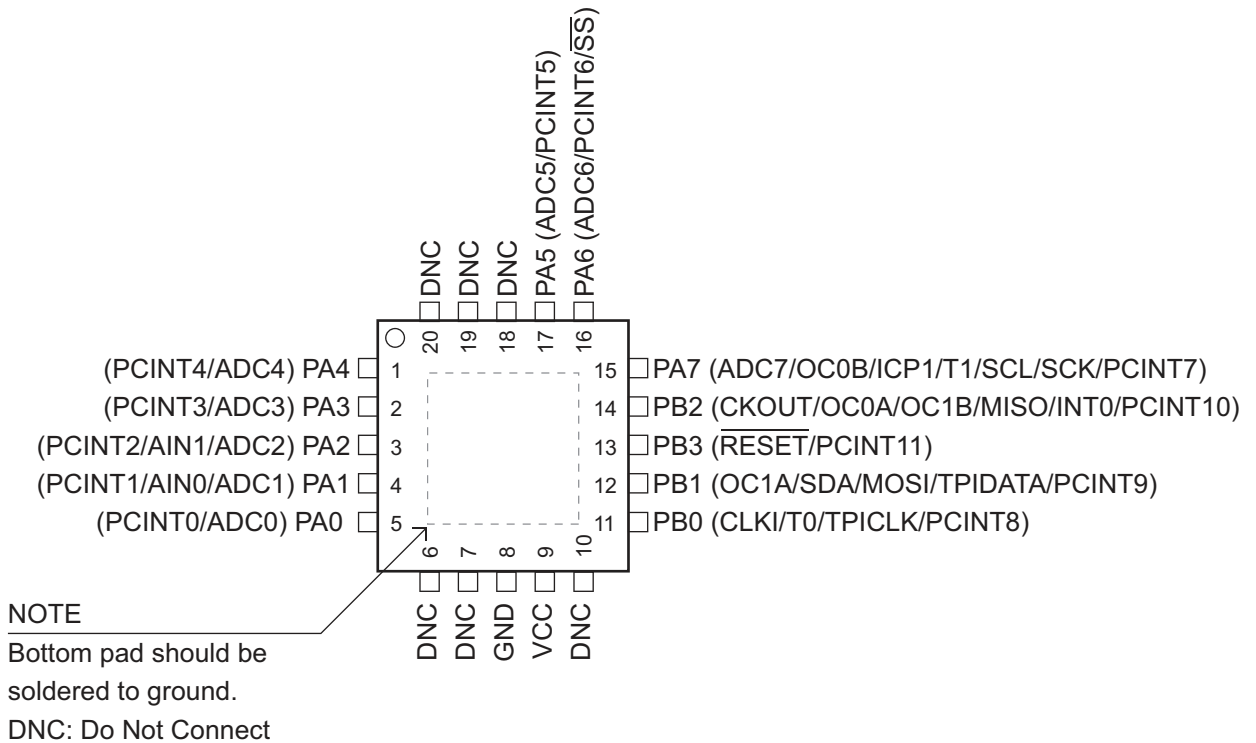 PA5 (ADC5/PCINT5)
PA6 (ADC6/PCINT6/S̅S̅)
DNC
DNC
DNC
20
19
18
17
16
(PCINT4/ADC4) PA4
1
15
PA7 (ADC7/OC0B/ICP1/T1/SCL/SCK/PCINT7)
(PCINT3/ADC3) PA3
2
14
PB2 (CKOUT/OC0A/OC1B/MISO/INT0/PCINT10)
(PCINT2/AIN1/ADC2) PA2
3
13
PB3 (R̅E̅S̅E̅T̅/PCINT11)
(PCINT1/AIN0/ADC1) PA1
4
12
PB1 (OC1A/SDA/MOSI/TPIDATA/PCINT9)
(PCINT0/ADC0) PA0
5
11
PB0 (CLKI/T0/TPICLK/PCINT8)
6
7
8
9
10
DNC
DNC
GND
VCC
DNC
NOTE
Bottom pad should be
soldered to ground.
DNC: Do Not Connect